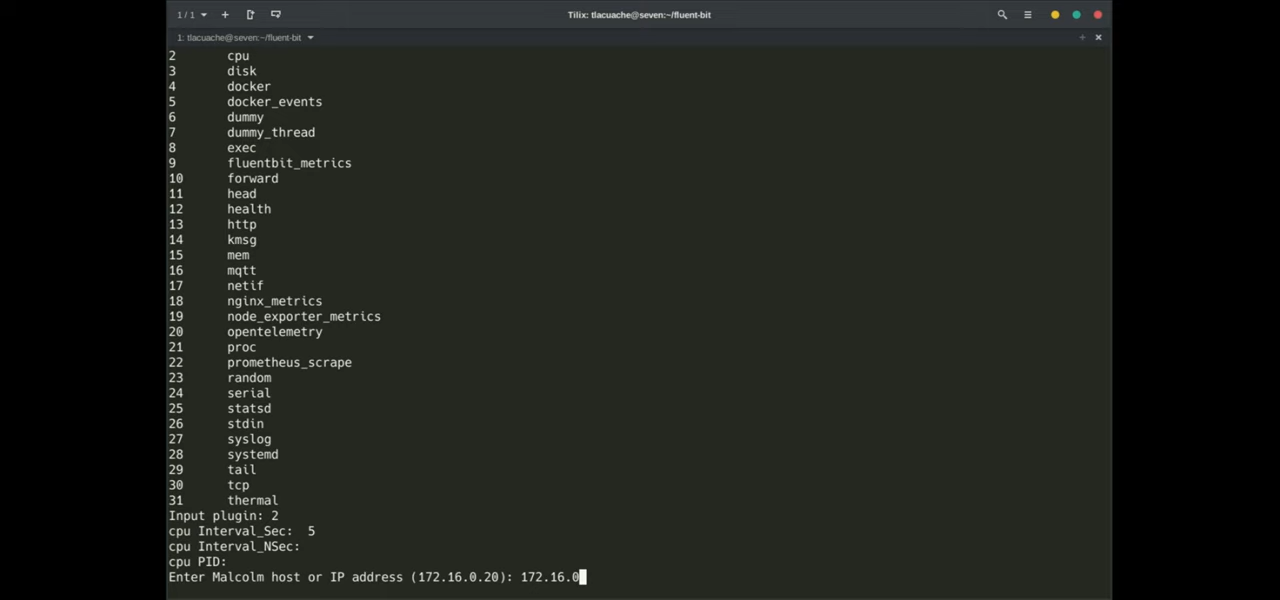 1 / 1
Tilix: tlacuache@seven:~/fluent-bit
1: tlacuache@seven:~/fluent-bit
2 cpu
3 disk
4 docker
5 docker_events
6 dummy
7 dummy_thread
8 exec
9 fluentbit_metrics
10 forward
11 head
12 health
13 http
14 kmsg
15 mem
16 mqtt
17 netif
18 nginx_metrics
19 node_exporter_metrics
20 opentelemetry
21 proc
22 prometheus_scrape
23 random
24 serial
25 statsd
26 stdin
27 syslog
28 systemd
29 tail
30 tcp
31 thermal
Input plugin: 2
cpu Interval_Sec: 5
cpu Interval_NSec:
cpu PID:
Enter Malcolm host or IP address (172.16.0.20): 172.16.0